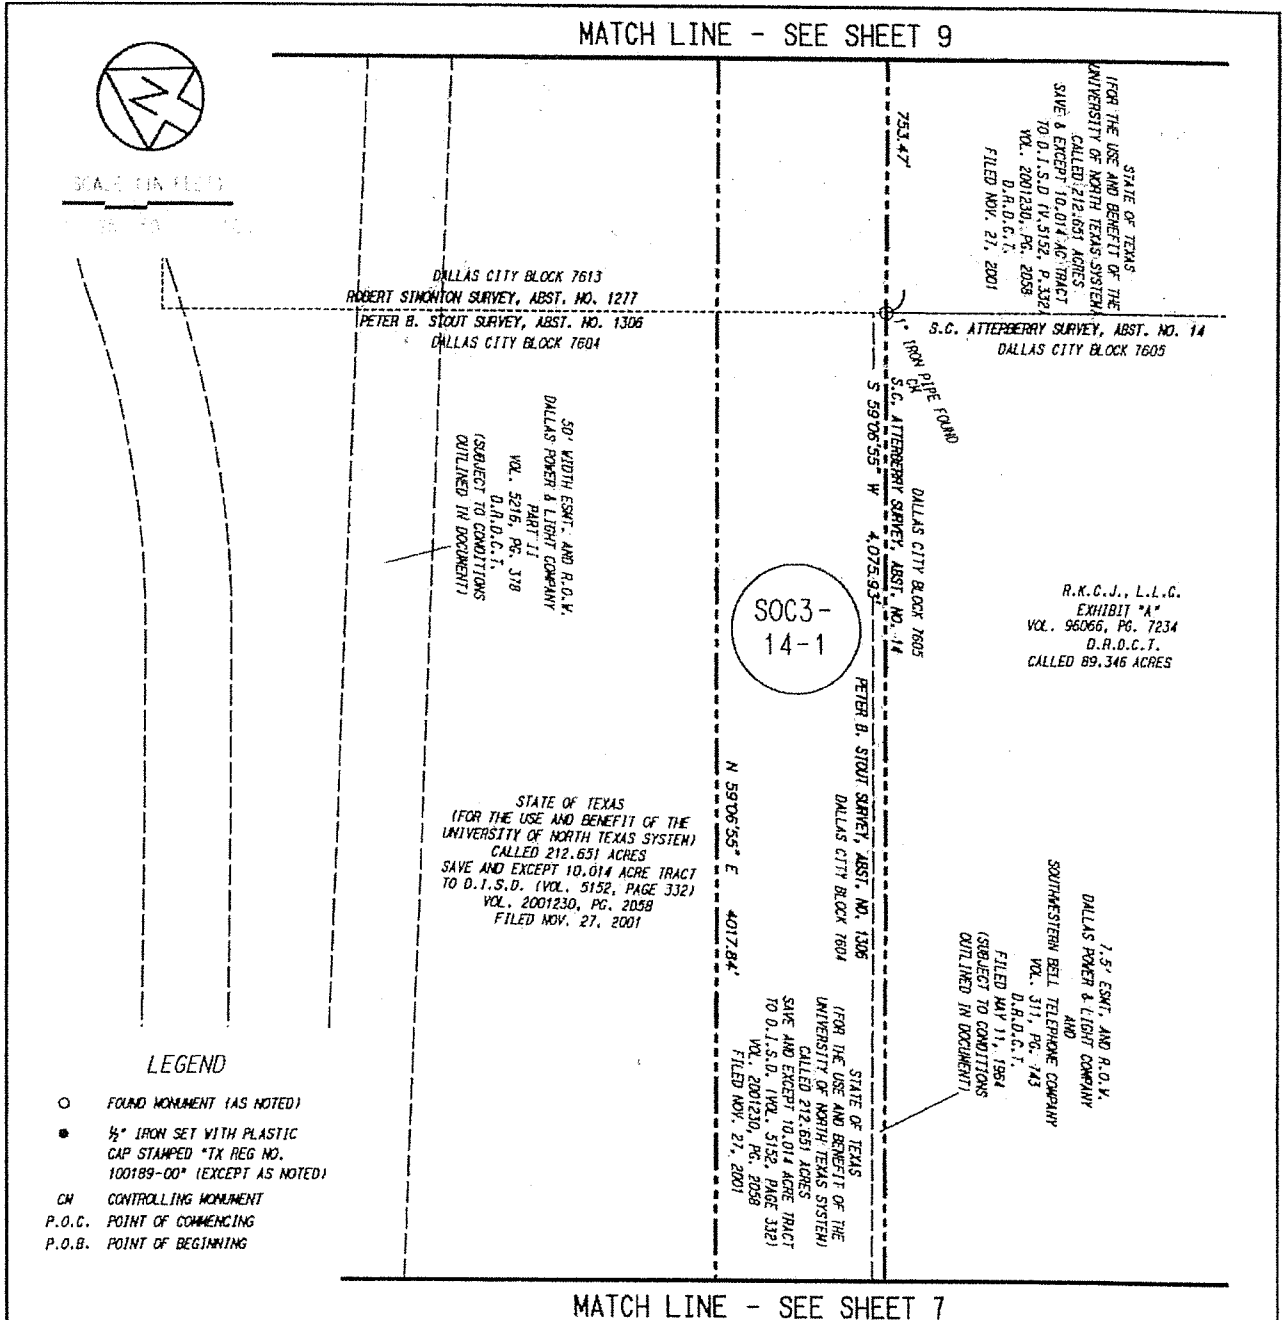 MATCH LINE - SEE SHEET 9
SCALE (IN FEET)
STATE OF TEXAS
(FOR THE USE AND BENEFIT OF THE
UNIVERSITY OF NORTH TEXAS SYSTEM)
CALLED 212.651 ACRES
SAVE & EXCEPT 10.014 AC TRACT
TO D.I.S.D (V.5152, P.332)
VOL. 2001230, PG. 2058
D.R.D.C.T.
FILED NOV. 27, 2001
753.47'
DALLAS CITY BLOCK 7613
ROBERT SIMONTON SURVEY, ABST. NO. 1277
PETER B. STOUT SURVEY, ABST. NO. 1306
DALLAS CITY BLOCK 7604
S.C. ATTERBERRY SURVEY, ABST. NO. 14
DALLAS CITY BLOCK 7605
1" IRON PIPE FOUND
CM
50' WIDTH ESMT. AND R.O.W.
DALLAS POWER & LIGHT COMPANY
PART II
VOL. 5216, PG. 378
D.R.D.C.T.
(SUBJECT TO CONDITIONS
OUTLINED IN DOCUMENT)
DALLAS CITY BLOCK 7605
S.C. ATTERBERRY SURVEY, ABST. NO. 14
S 59°06'55" W 4,075.93'
SOC3-
14-1
R.K.C.J., L.L.C.
EXHIBIT "A"
VOL. 96066, PG. 7234
D.R.D.C.T.
CALLED 89.346 ACRES
PETER B. STOUT SURVEY, ABST. NO. 1306
DALLAS CITY BLOCK 7604
N 59°06'55" E 4017.84'
STATE OF TEXAS
(FOR THE USE AND BENEFIT OF THE
UNIVERSITY OF NORTH TEXAS SYSTEM)
CALLED 212.651 ACRES
SAVE AND EXCEPT 10.014 ACRE TRACT
TO D.I.S.D. (VOL. 5152, PAGE 332)
VOL. 2001230, PG. 2058
FILED NOV. 27, 2001
7.5' ESMT. AND R.O.W.
DALLAS POWER & LIGHT COMPANY
AND
SOUTHWESTERN BELL TELEPHONE COMPANY
VOL. 311, PG. 743
D.R.D.C.T.
FILED MAY 11, 1964
(SUBJECT TO CONDITIONS
OUTLINED IN DOCUMENT)
STATE OF TEXAS
(FOR THE USE AND BENEFIT OF THE
UNIVERSITY OF NORTH TEXAS SYSTEM)
CALLED 212.651 ACRES
SAVE AND EXCEPT 10.014 ACRE TRACT
TO D.I.S.D. (VOL. 5152, PAGE 332)
VOL. 2001230, PG. 2058
FILED NOV. 27, 2001
LEGEND
FOUND MONUMENT (AS NOTED)
½" IRON SET WITH PLASTIC
CAP STAMPED "TX REG NO.
100189-00" (EXCEPT AS NOTED)
CM CONTROLLING MONUMENT
P.O.C. POINT OF COMMENCING
P.O.B. POINT OF BEGINNING
MATCH LINE - SEE SHEET 7